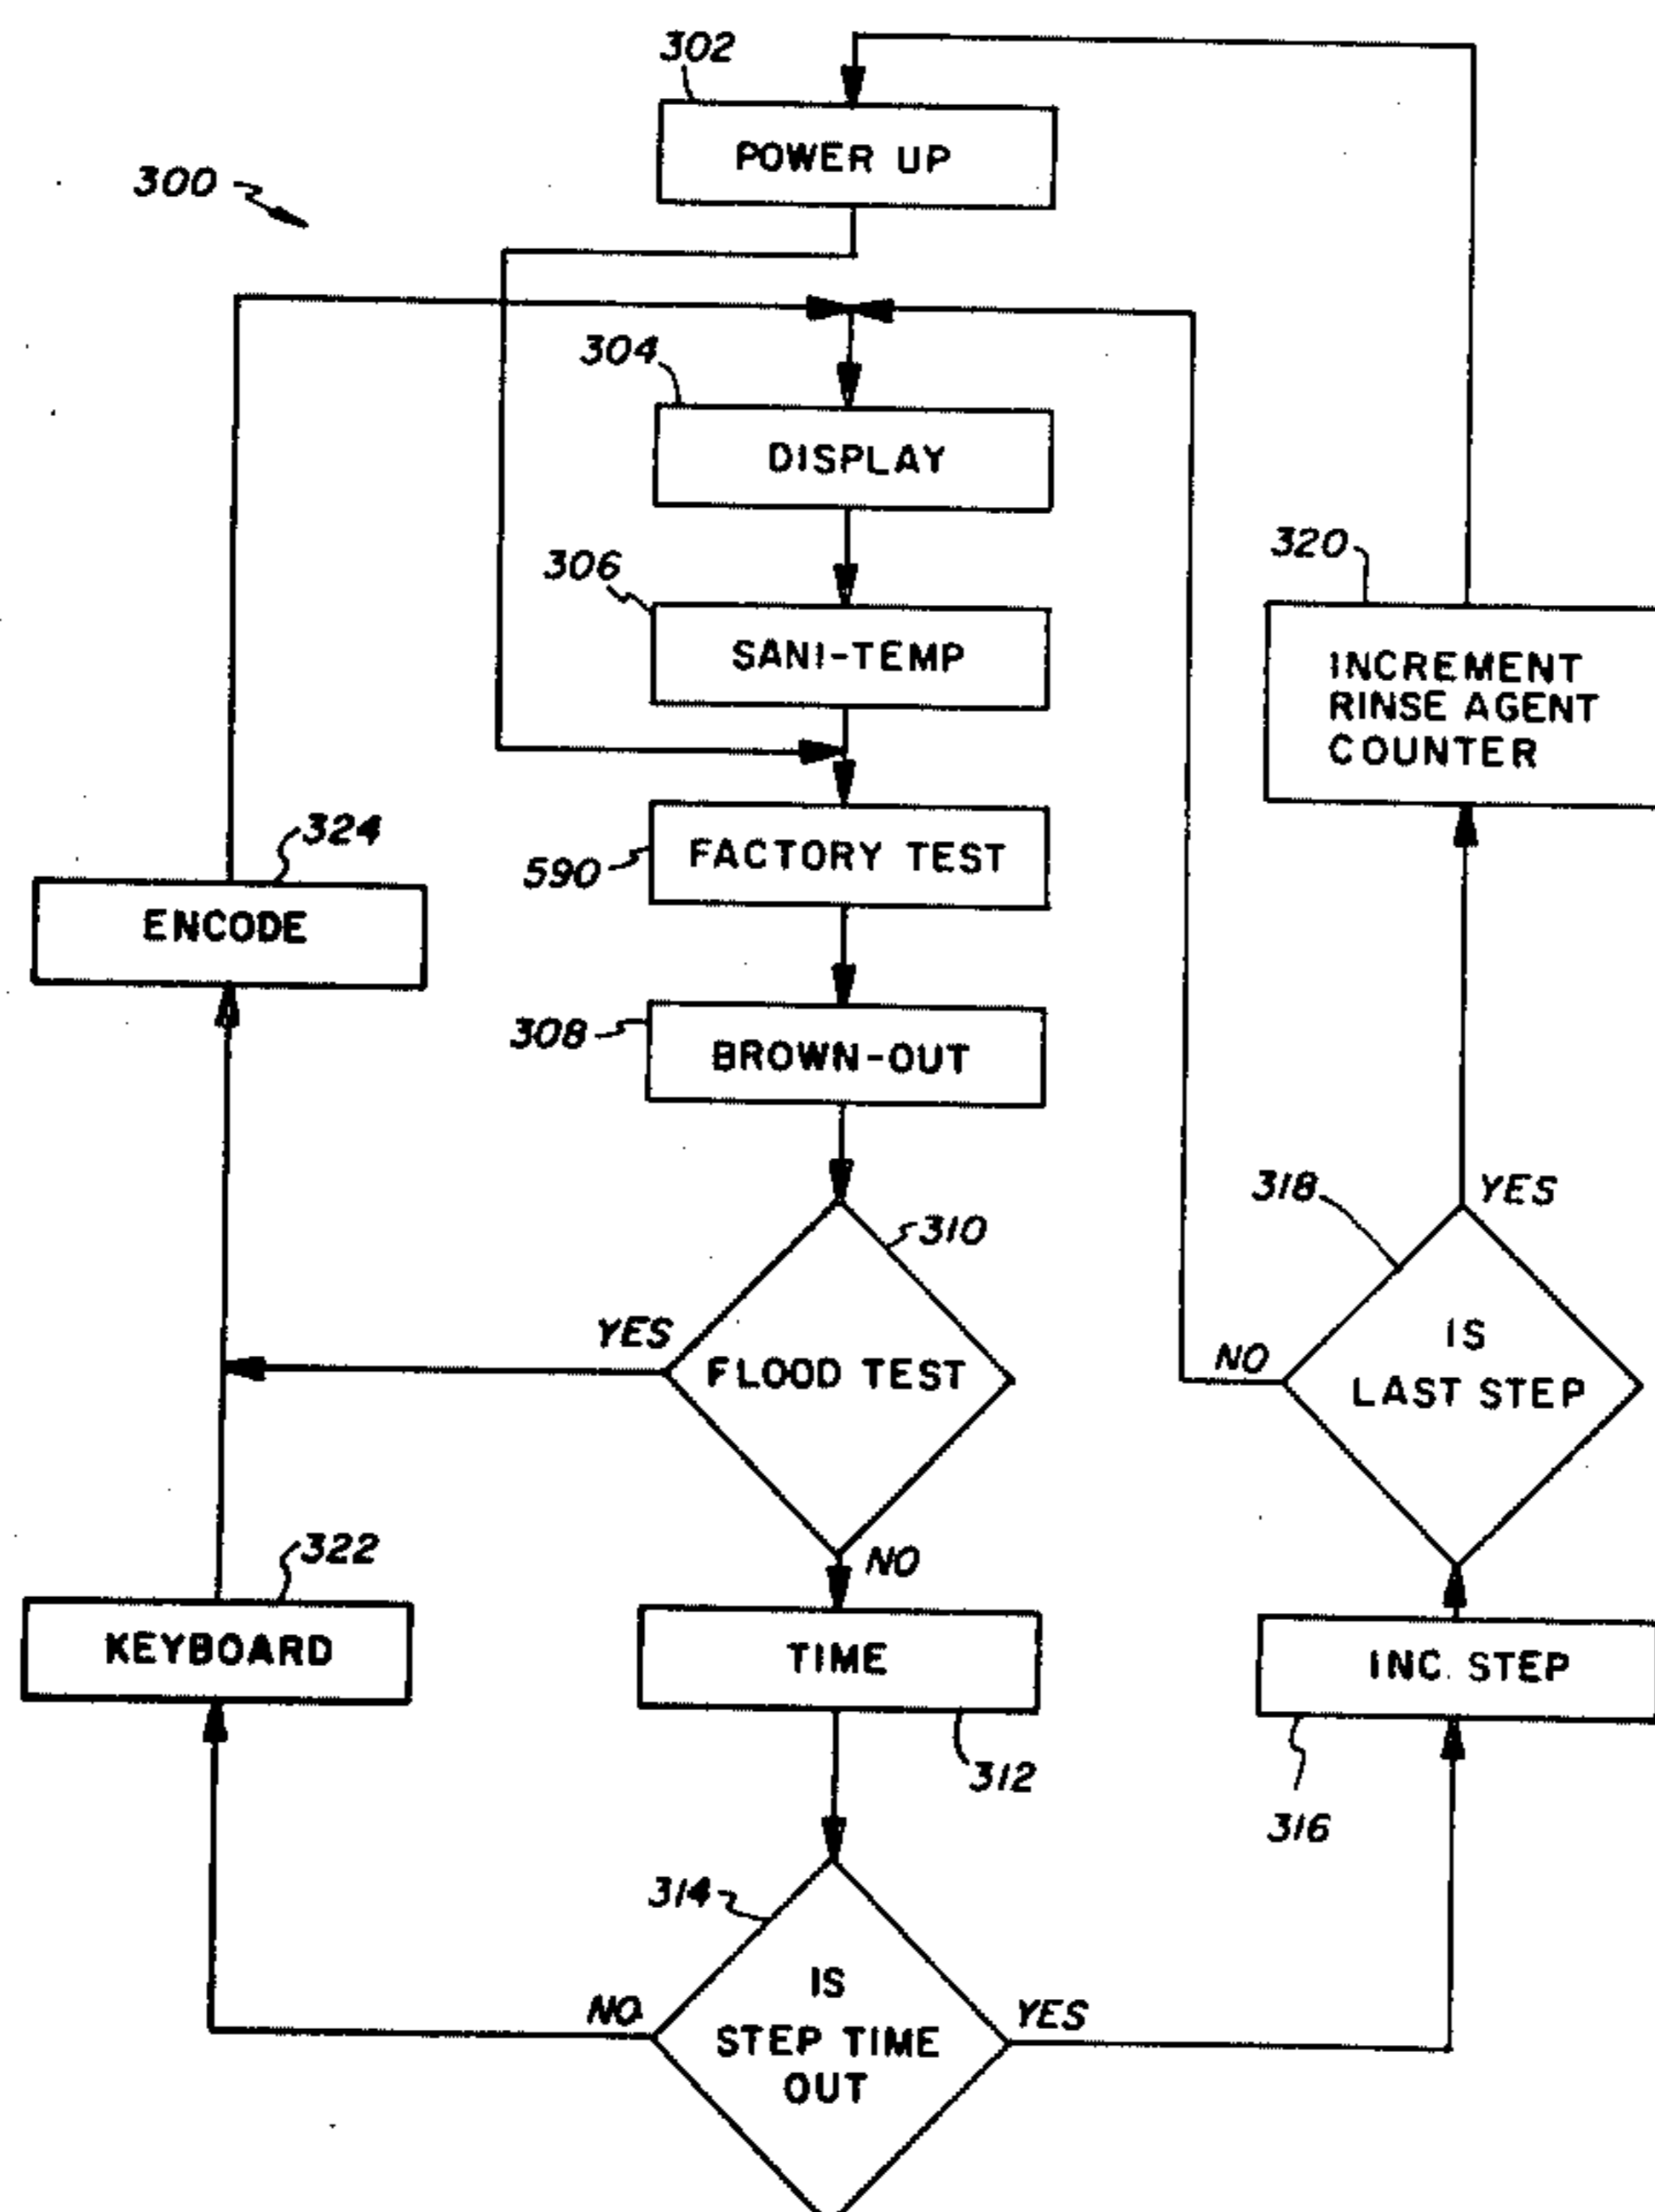 302
POWER UP
300
304
DISPLAY
306
SANI-TEMP
320
INCREMENT
RINSE AGENT
COUNTER
324
ENCODE
590
FACTORY TEST
308
BROWN-OUT
310
YES
FLOOD TEST
NO
318
YES
NO
IS
LAST STEP
322
KEYBOARD
TIME
312
INC. STEP
316
314
NO
IS
STEP TIME
OUT
YES